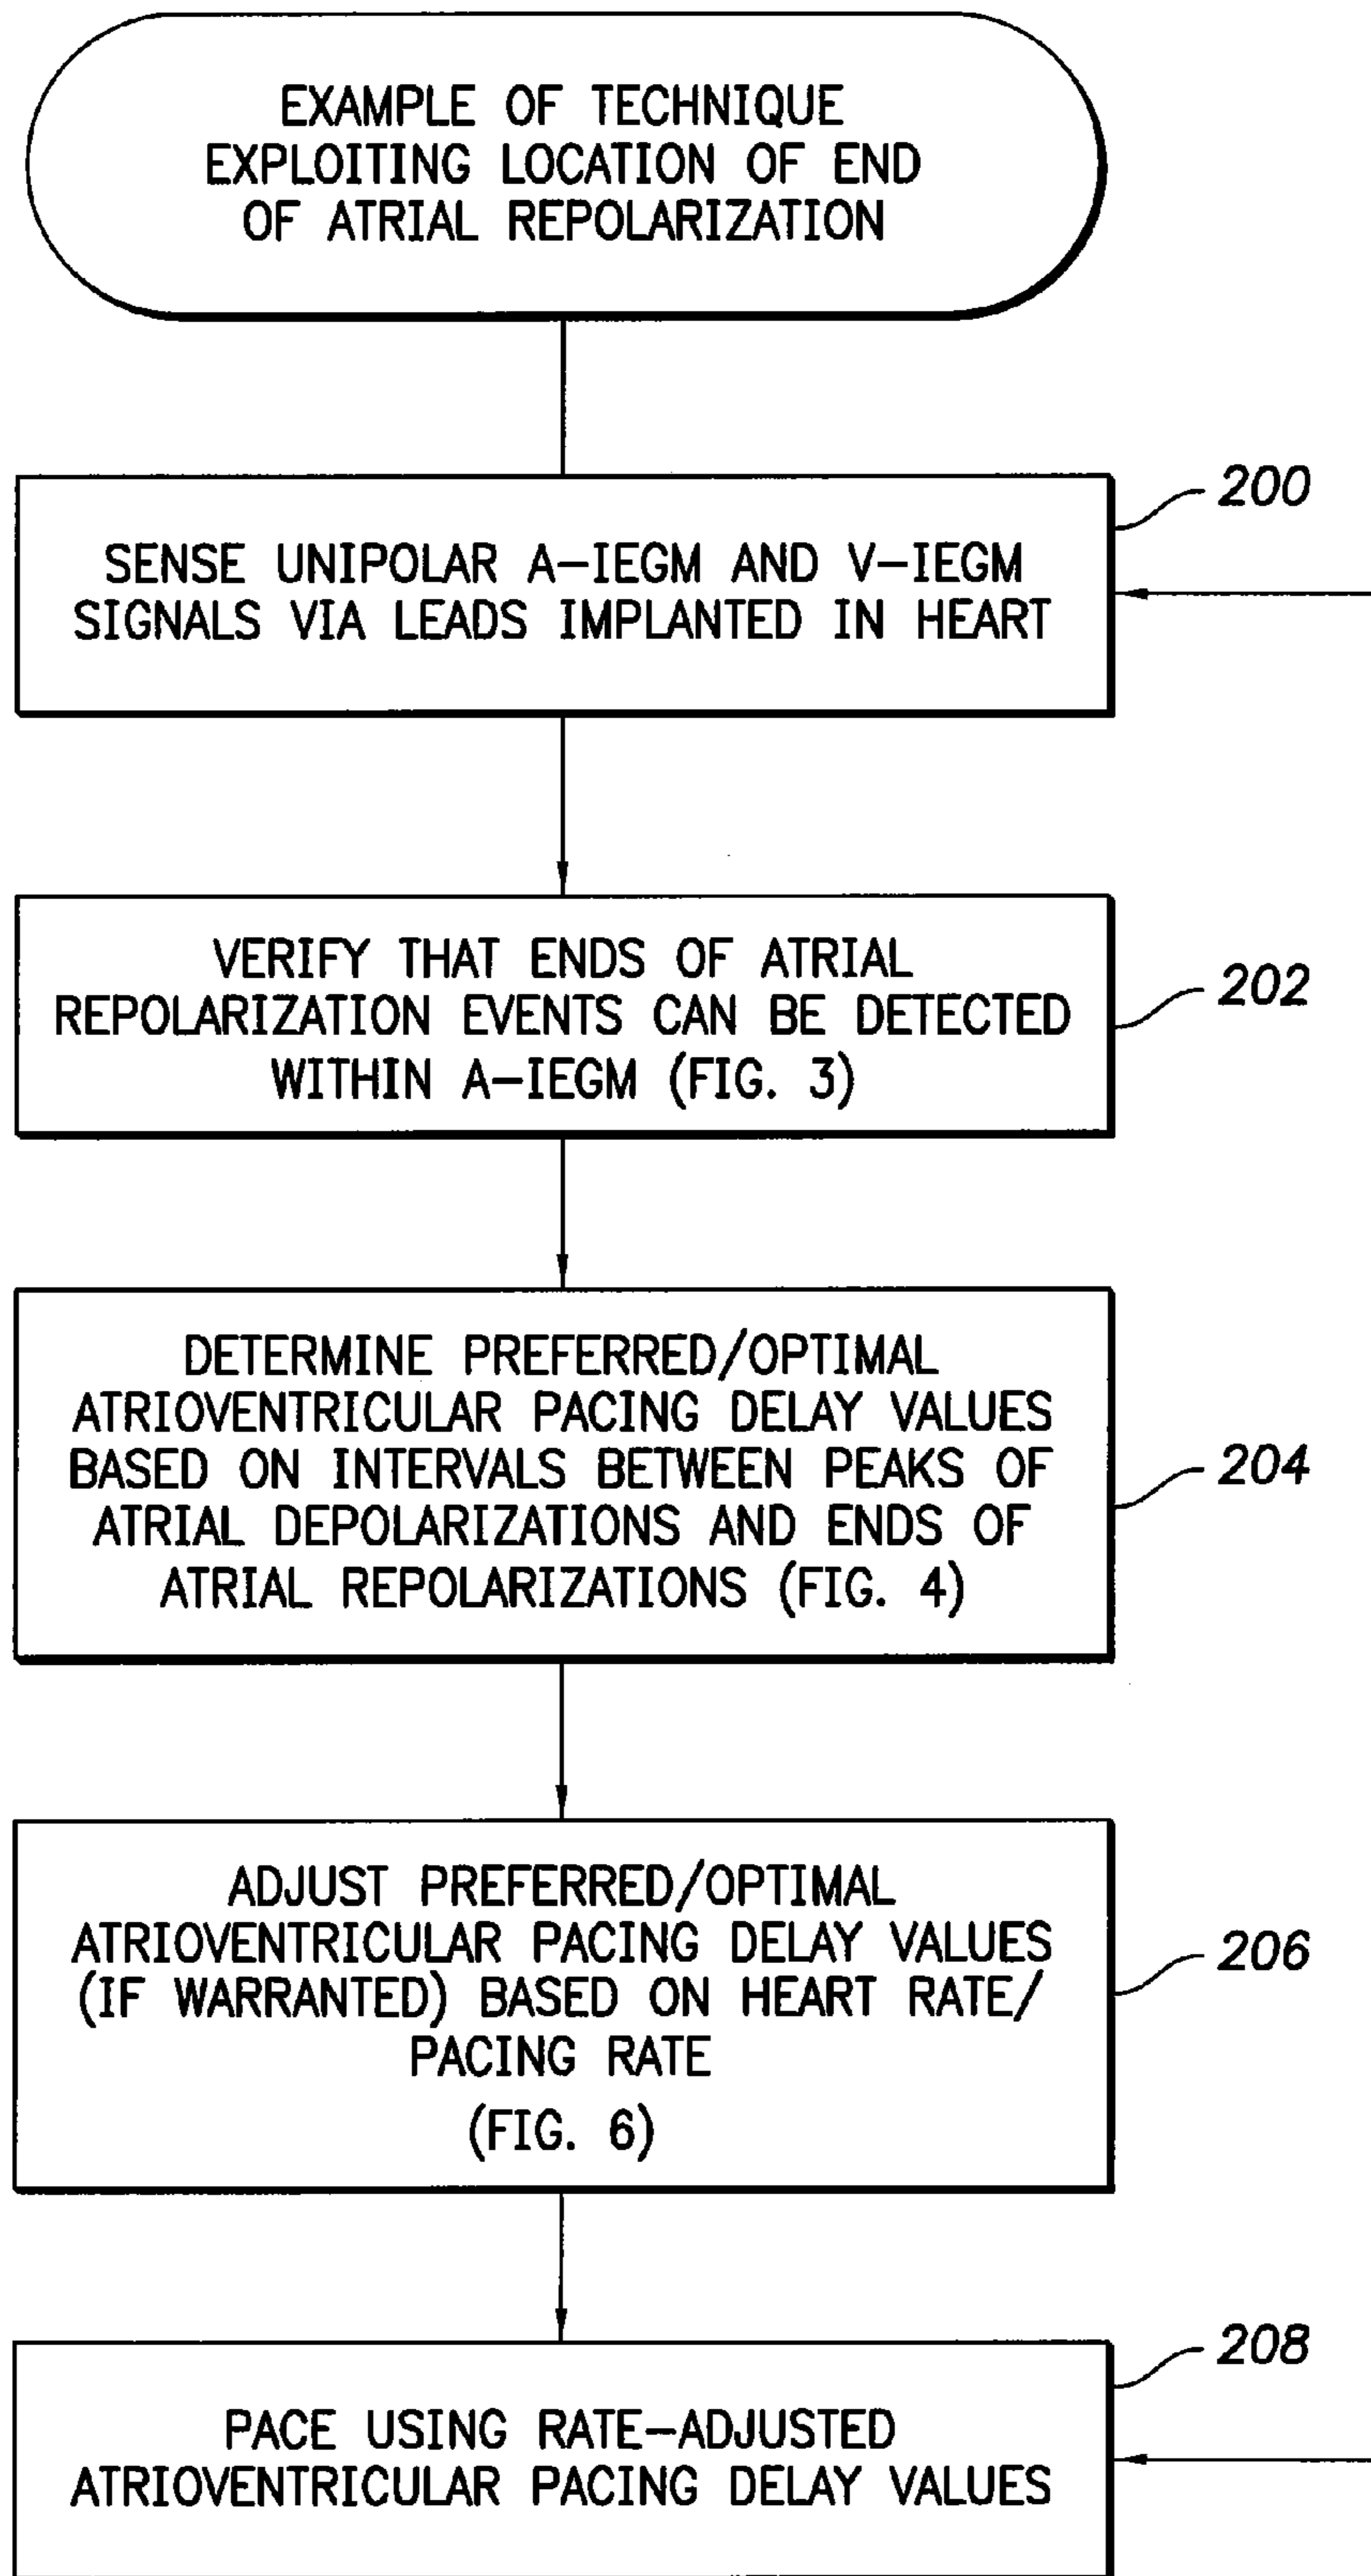 EXAMPLE OF TECHNIQUE
EXPLOITING LOCATION OF END
OF ATRIAL REPOLARIZATION
200
SENSE UNIPOLAR A-IEGM AND V-IEGM
SIGNALS VIA LEADS IMPLANTED IN HEART
VERIFY THAT ENDS OF ATRIAL
REPOLARIZATION EVENTS CAN BE DETECTED
WITHIN A-IEGM (FIG. 3)
202
DETERMINE PREFERRED/OPTIMAL
ATRIOVENTRICULAR PACING DELAY VALUES
BASED ON INTERVALS BETWEEN PEAKS OF
ATRIAL DEPOLARIZATIONS AND ENDS OF
ATRIAL REPOLARIZATIONS (FIG. 4)
204
ADJUST PREFERRED/OPTIMAL
ATRIOVENTRICULAR PACING DELAY VALUES
(IF WARRANTED) BASED ON HEART RATE/
PACING RATE
(FIG. 6)
206
208
PACE USING RATE-ADJUSTED
ATRIOVENTRICULAR PACING DELAY VALUES